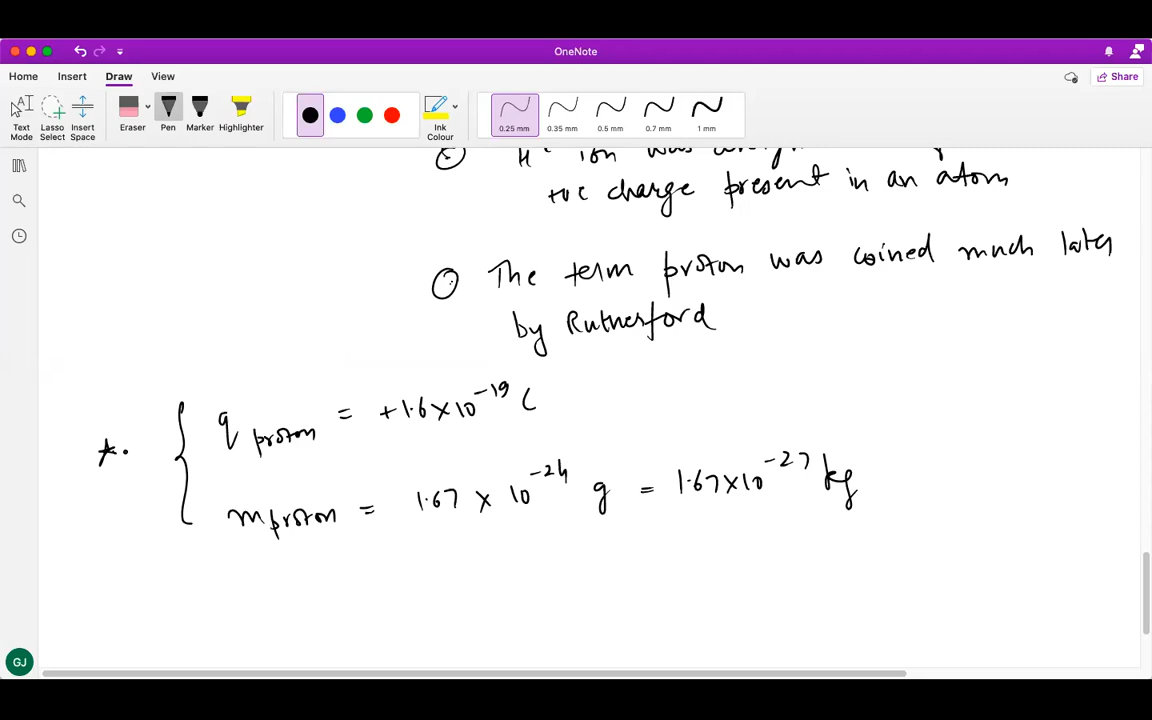 OneNote
Home Insert Draw View
Share
Text Mode
Lasso Select
Insert Space
Eraser
Pen
Marker
Highlighter
Ink Colour
0.25 mm
0.35 mm
0.5 mm
0.7 mm
1 mm
ion was
+ve charge present in an atom
The term proton was coined much later
by Rutherford
q proton = +1.6 × 10⁻¹⁹ C
m proton = 1.67 × 10⁻²⁴ g = 1.67 × 10⁻²⁷ kg
GJ